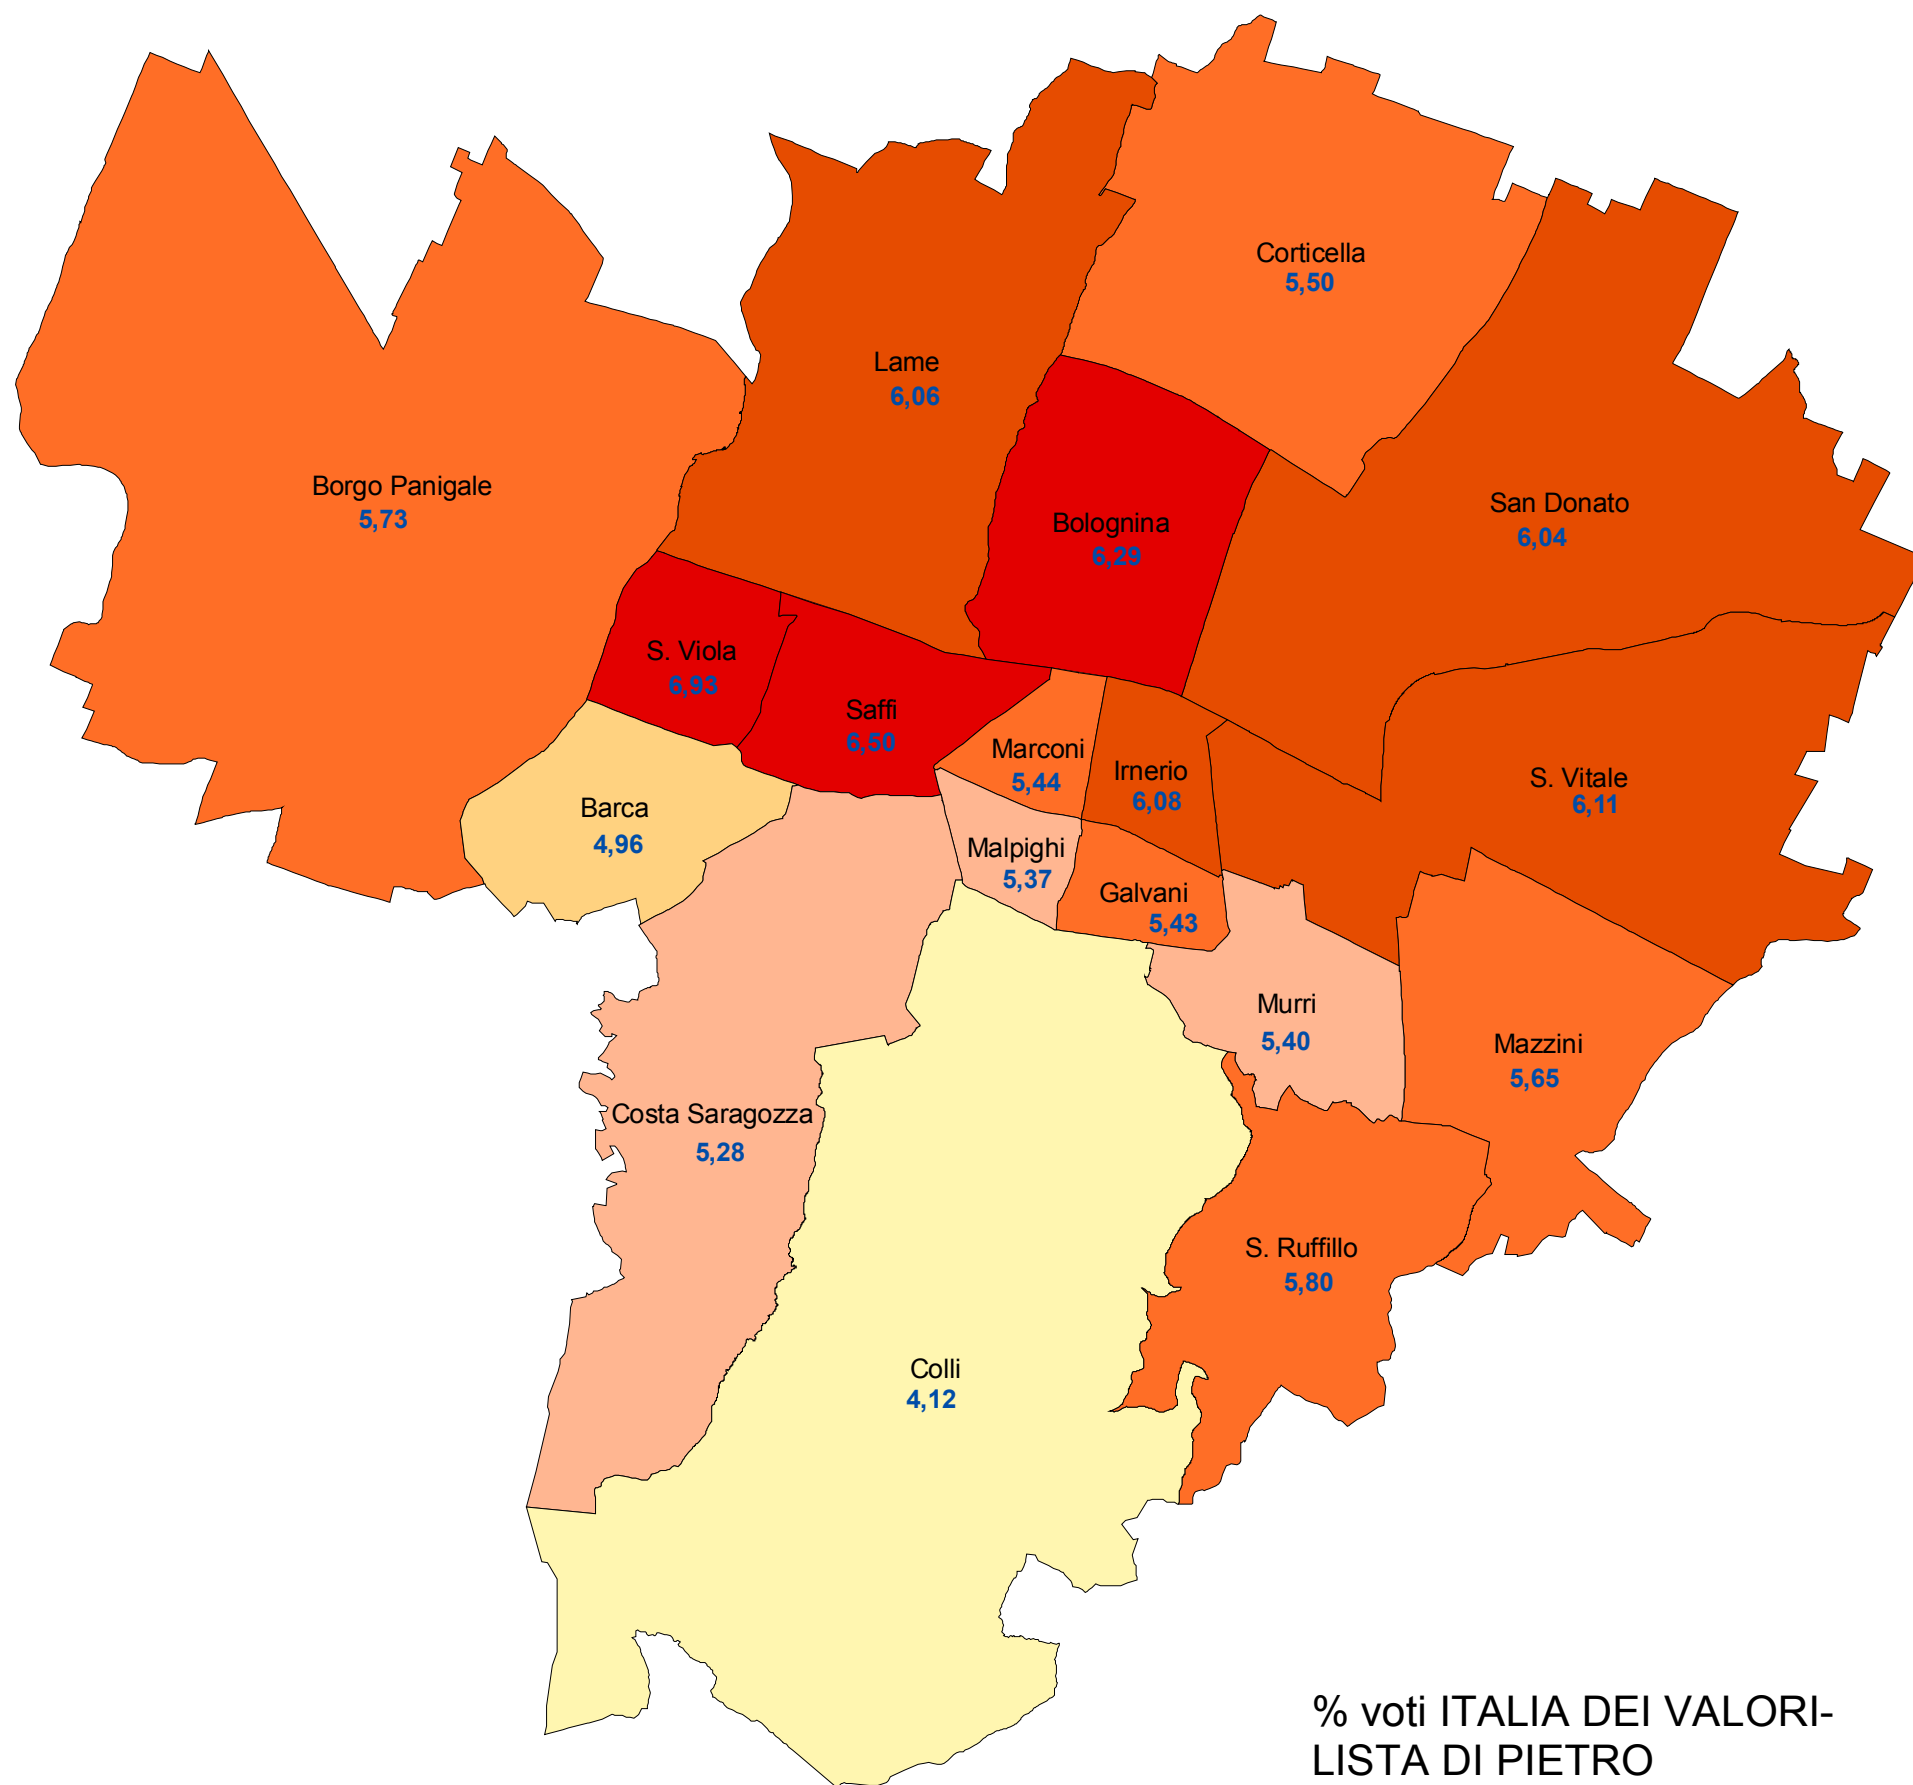 Corticella
5,50
Lame
6,06
Borgo Panigale
5,73
San Donato
6,04
Bolognina
6,29
S. Viola
6,93
Saffi
6,50
Marconi
5,44
Irnerio
6,08
S. Vitale
6,11
Barca
4,96
Malpighi
5,37
Galvani
5,43
Murri
5,40
Mazzini
5,65
Costa Saragozza
5,28
S. Ruffillo
5,80
Colli
4,12
% voti ITALIA DEI VALORI-
LISTA DI PIETRO